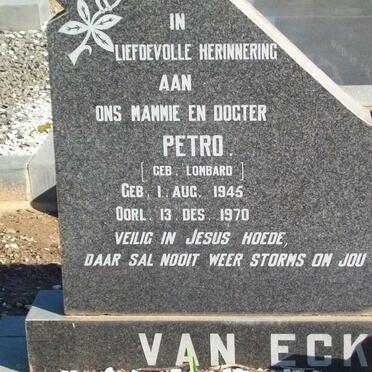 IN
LIEFDEVOLLE HERINNERING
AAN
ONS MAMMIE EN DOGTER
PETRO.
[GEB. LOMBARD]
GEB. 1. AUG. 1945
OORL. 13. DES. 1970
VEILIG IN JESUS HOEDE,
DAAR SAL NOOIT WEER STORMS OM JOU
VAN ECK